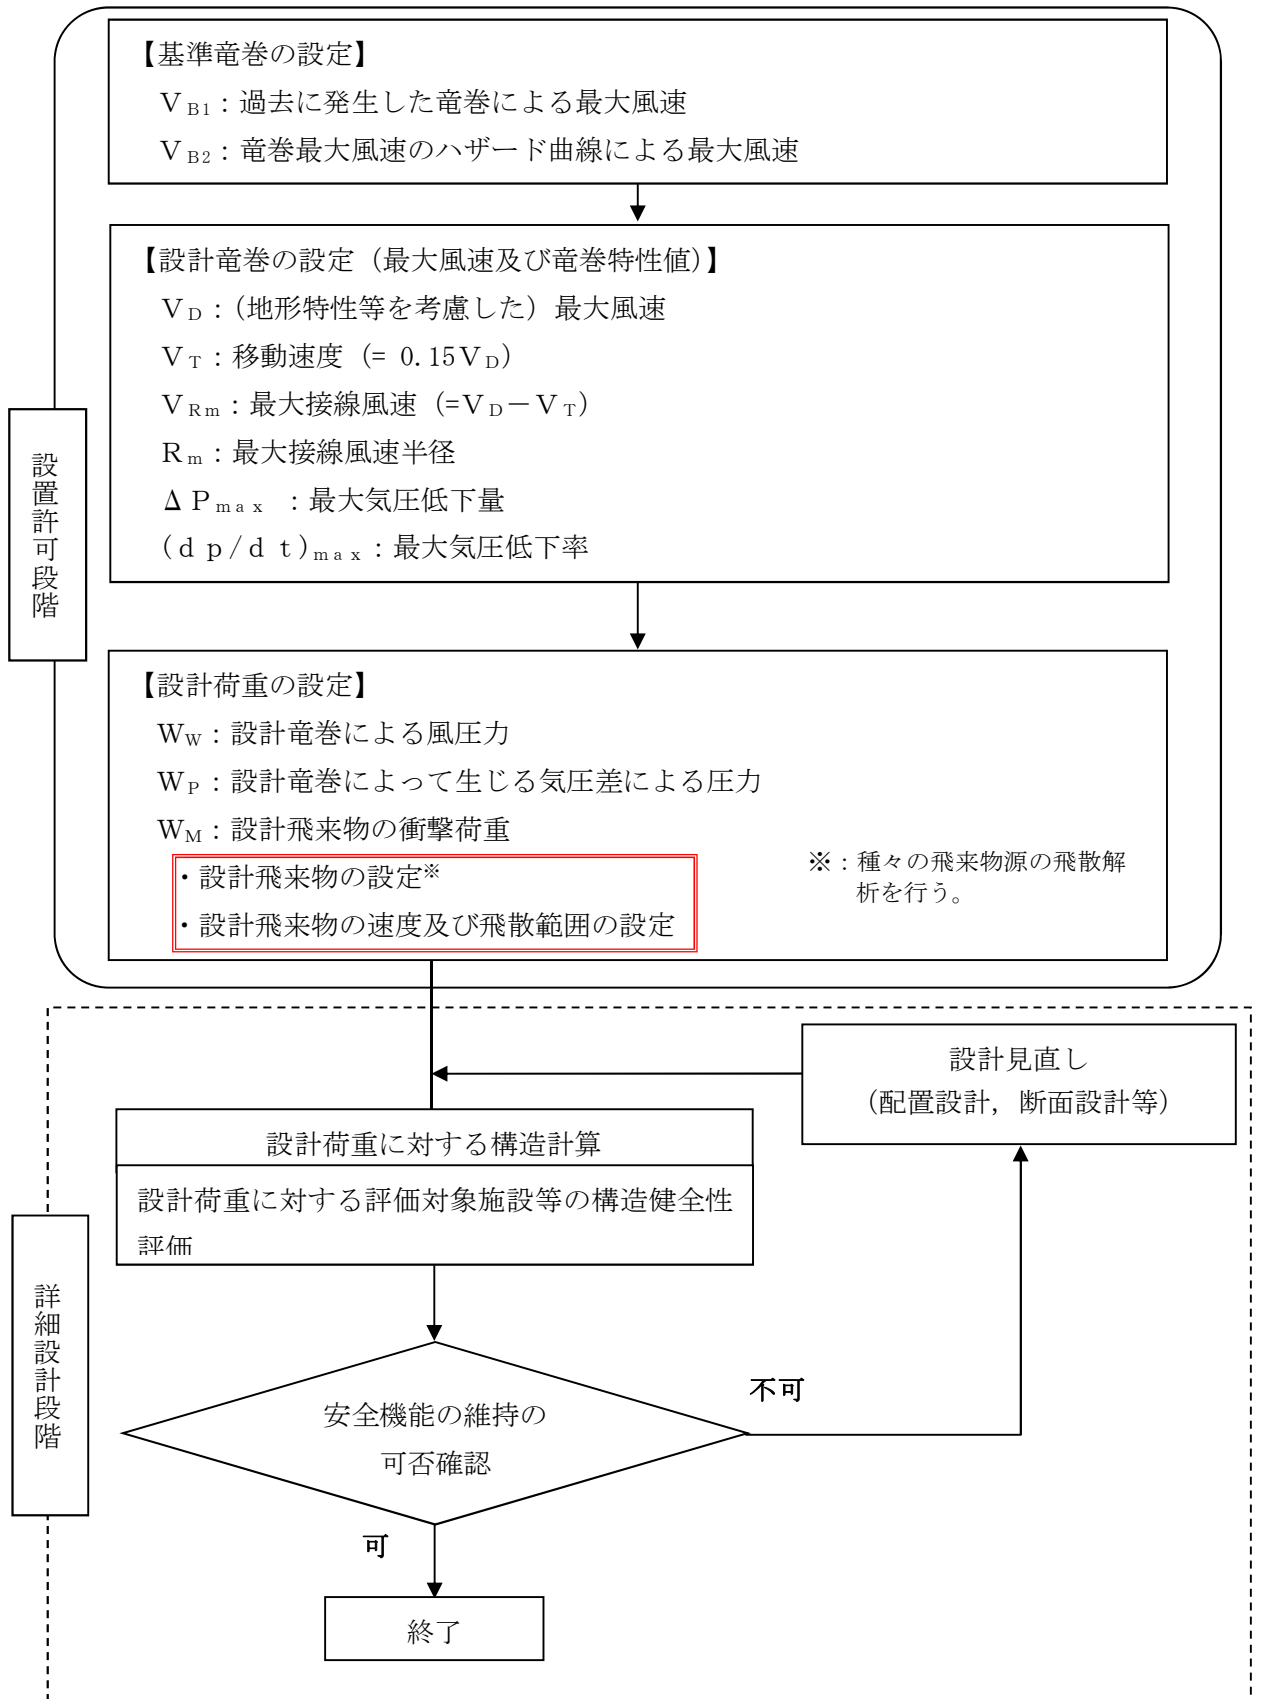 【基準竜巻の設定】
ＶB1：過去に発生した竜巻による最大風速
ＶB2：竜巻最大風速のハザード曲線による最大風速
【設計竜巻の設定（最大風速及び竜巻特性値）】
ＶD：（地形特性等を考慮した）最大風速
ＶT：移動速度（= 0.15ＶD）
ＶRm：最大接線風速（=ＶD－ＶT）
Ｒm：最大接線風速半径
ΔＰmax ：最大気圧低下量
(ｄｐ/ｄｔ)max：最大気圧低下率
設置許可段階
【設計荷重の設定】
WW：設計竜巻による風圧力
WP：設計竜巻によって生じる気圧差による圧力
WM：設計飛来物の衝撃荷重
・設計飛来物の設定※
・設計飛来物の速度及び飛散範囲の設定
※：種々の飛来物源の飛散解
析を行う。
設計見直し
（配置設計，断面設計等）
設計荷重に対する構造計算
設計荷重に対する評価対象施設等の構造健全性
評価
詳細設計段階
安全機能の維持の
可否確認
不可
可
終了